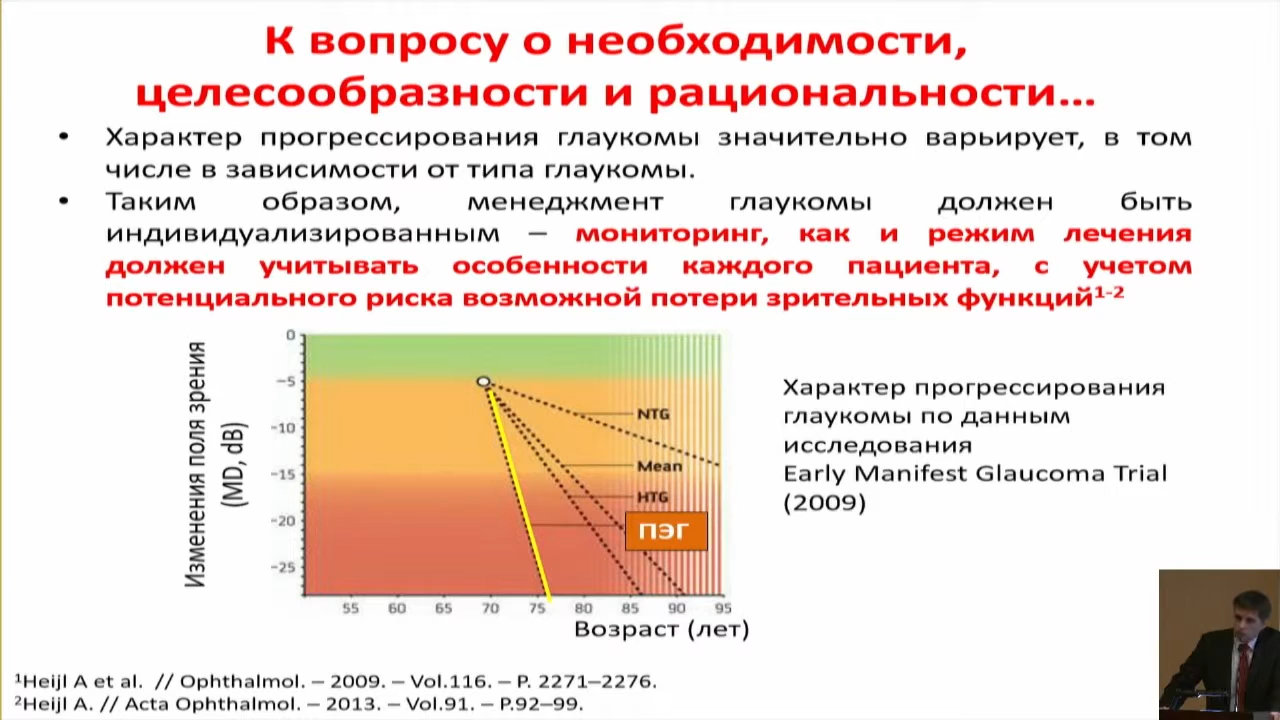 К вопросу о необходимости,
целесообразности и рациональности...
• Характер прогрессирования глаукомы значительно варьирует, в том
числе в зависимости от типа глаукомы.
• Таким образом, менеджмент глаукомы должен быть
индивидуализированным – мониторинг, как и режим лечения
должен учитывать особенности каждого пациента, с учетом
потенциального риска возможной потери зрительных функций¹⁻²
Изменения поля зрения
(MD, dB)
0
−5
−10
−15
−20
−25
NTG
Mean
HTG
ПЭГ
55 60 65 70 75 80 85 90 95
Возраст (лет)
Характер прогрессирования
глаукомы по данным
исследования
Early Manifest Glaucoma Trial
(2009)
¹Heijl A et al. // Ophthalmol. – 2009. – Vol.116. – P. 2271–2276.
²Heijl A. // Acta Ophthalmol. – 2013. – Vol.91. – P.92–99.